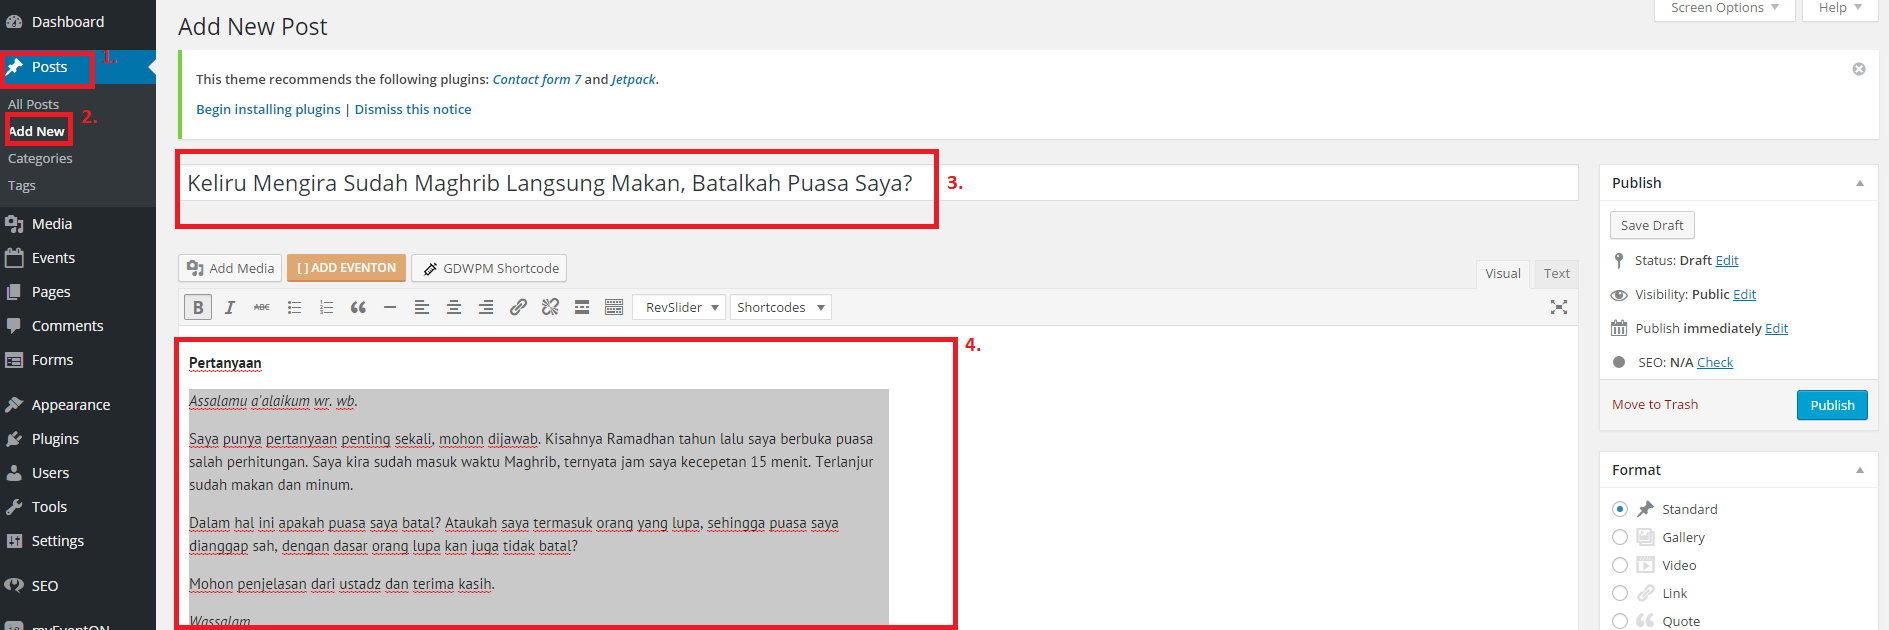 Dashboard
Posts
1.
All Posts
Add New
2.
Categories
Tags
Media
Events
Pages
Comments
Forms
Appearance
Plugins
Users
Tools
Settings
SEO
myEventON
Add New Post
Screen Options
Help
This theme recommends the following plugins: Contact form 7 and Jetpack.
Begin installing plugins | Dismiss this notice
Keliru Mengira Sudah Maghrib Langsung Makan, Batalkah Puasa Saya?
3.
Add Media
[ ] ADD EVENTON
GDWPM Shortcode
Visual
Text
B I ABC
RevSlider
Shortcodes
4.
Pertanyaan
Assalamu a'alaikum wr. wb.
Saya punya pertanyaan penting sekali, mohon dijawab. Kisahnya Ramadhan tahun lalu saya berbuka puasa
salah perhitungan. Saya kira sudah masuk waktu Maghrib, ternyata jam saya kecepetan 15 menit. Terlanjur
sudah makan dan minum.
Dalam hal ini apakah puasa saya batal? Ataukah saya termasuk orang yang lupa, sehingga puasa saya
dianggap sah, dengan dasar orang lupa kan juga tidak batal?
Mohon penjelasan dari ustadz dan terima kasih.
Wassalam
Publish
Save Draft
Status: Draft Edit
Visibility: Public Edit
Publish immediately Edit
SEO: N/A Check
Move to Trash
Publish
Format
Standard
Gallery
Video
Link
Quote